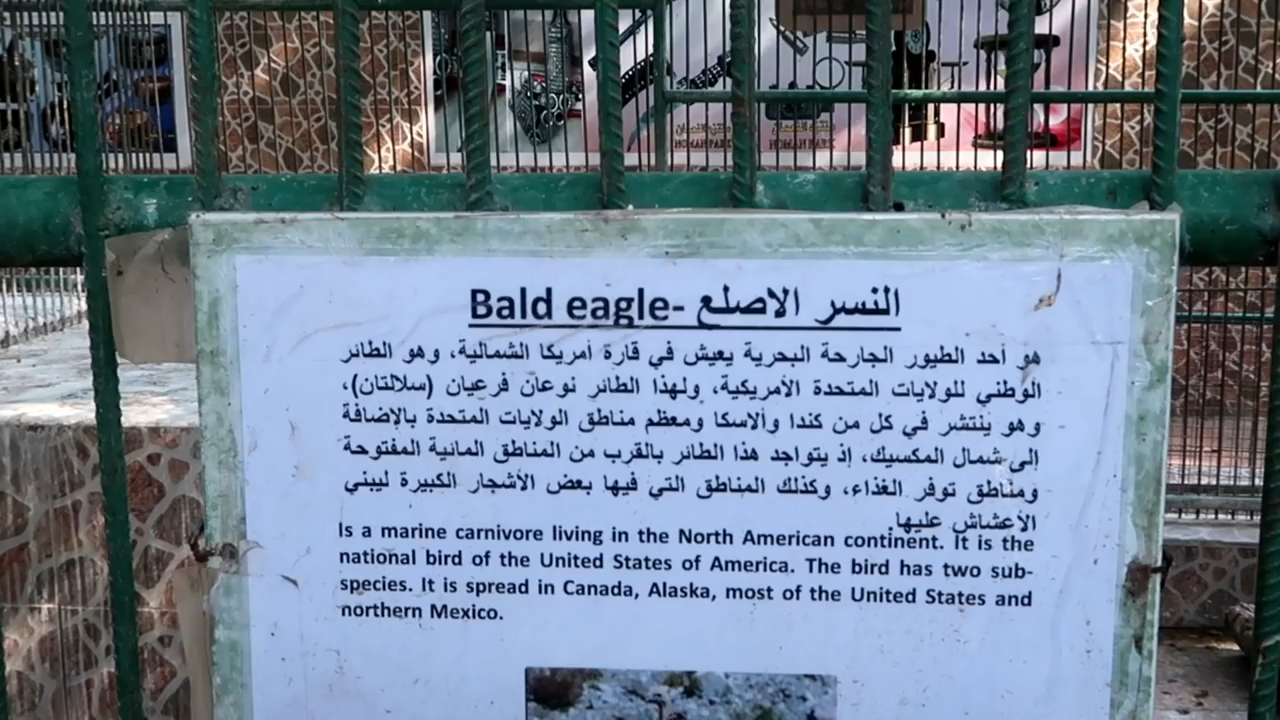 Bald eagle- النسر الاصلع
هو أحد الطيور الجارحة البحرية يعيش في قارة أمريكا الشمالية، وهو الطائر
الوطني للولايات المتحدة الأمريكية، ولهذا الطائر نوعان فرعيان (سلالتان)،
وهو ينتشر في كل من كندا وألاسكا ومعظم مناطق الولايات المتحدة بالإضافة
إلى شمال المكسيك، إذ يتواجد هذا الطائر بالقرب من المناطق المائية المفتوحة
ومناطق توفر الغذاء، وكذلك المناطق التي فيها بعض الأشجار الكبيرة ليبني
الأعشاش عليها.
Is a marine carnivore living in the North American continent. It is the
national bird of the United States of America. The bird has two sub-
species. It is spread in Canada, Alaska, most of the United States and
northern Mexico.